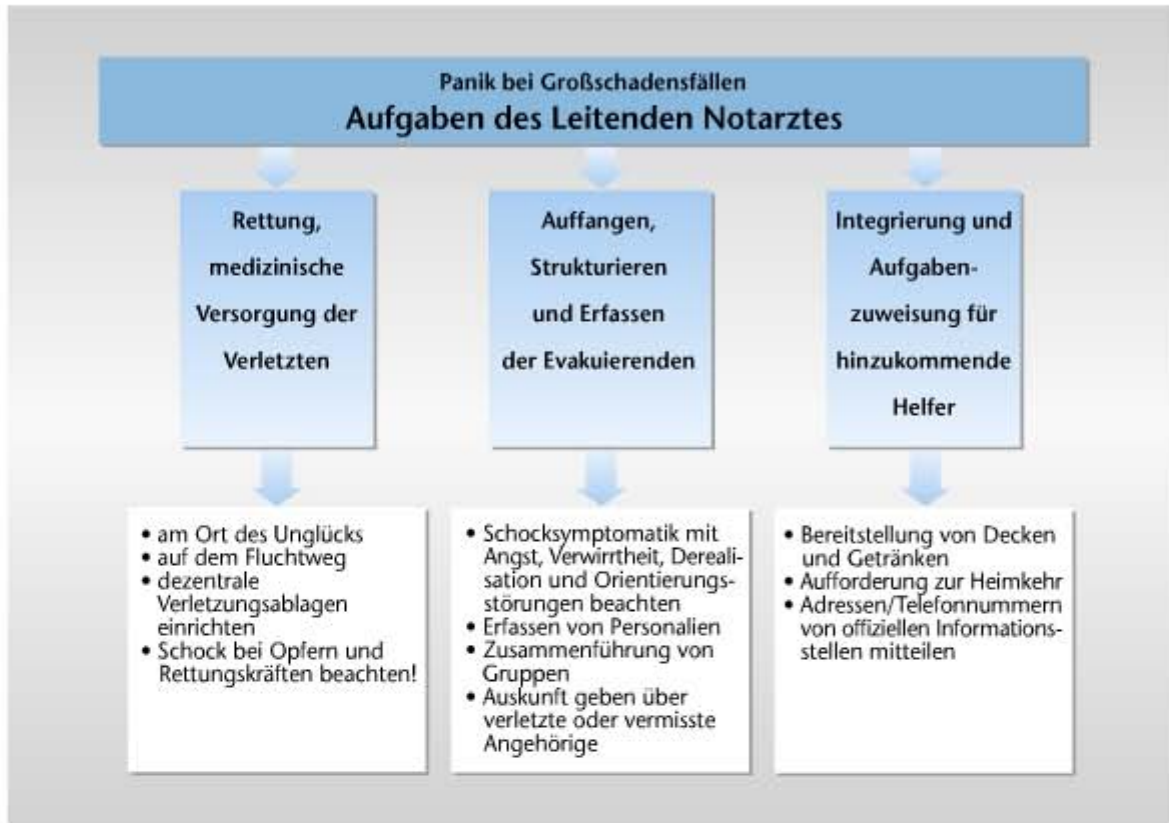 Panik bei Großschadensfällen
Aufgaben des Leitenden Notarztes
Rettung,
medizinische
Versorgung der
Verletzten
Auffangen,
Strukturieren
und Erfassen
der Evakuierenden
Integrierung und
Aufgaben-
zuweisung für
hinzukommende
Helfer
• am Ort des Unglücks
• auf dem Fluchtweg
• dezentrale
Verletzungsablagen
einrichten
• Schock bei Opfern und
Rettungskräften beachten!
• Schocksymptomatik mit
Angst, Verwirrtheit, Dereali-
sation und Orientierungs-
störungen beachten
• Erfassen von Personalien
• Zusammenführung von
Gruppen
• Auskunft geben über
verletzte oder vermisste
Angehörige
• Bereitstellung von Decken
und Getränken
• Aufforderung zur Heimkehr
• Adressen/Telefonnummern
von offiziellen Informations-
stellen mitteilen